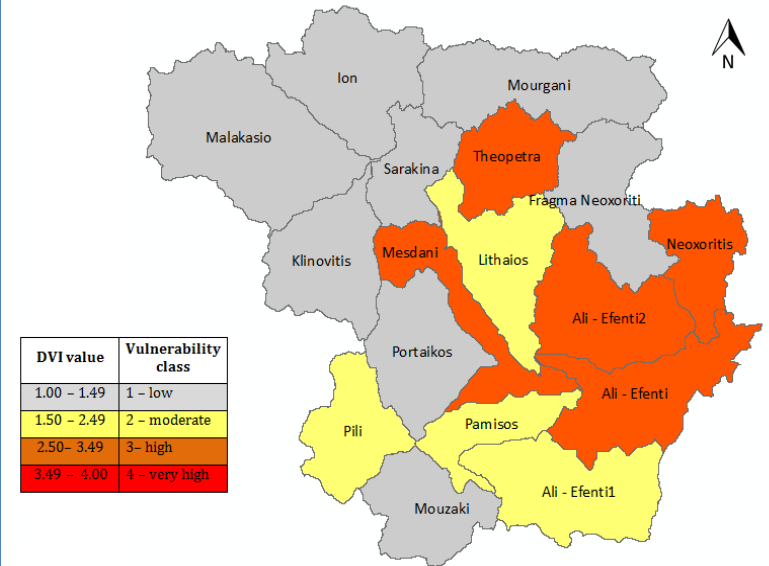 N
Ion
Mourgani
Malakasio
Theopetra
Sarakina
Fragma Neoxoriti
Neoxoritis
Mesdani
Lithaios
Klinovitis
Ali - Efenti2
Portaikos
Ali - Efenti
Pamisos
Pili
Ali - Efenti1
Mouzaki
DVI value Vulnerability class
1.00 – 1.49 1 – low
1.50 – 2.49 2 – moderate
2.50– 3.49 3– high
3.49 – 4.00 4 – very high